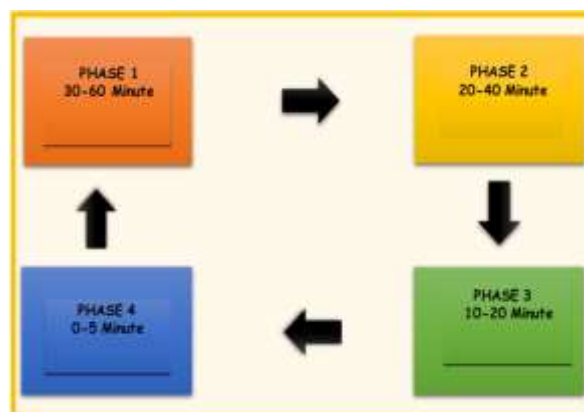 PHASE 1
30-60 Minute
PHASE 2
20-40 Minute
PHASE 3
10-20 Minute
PHASE 4
0-5 Minute